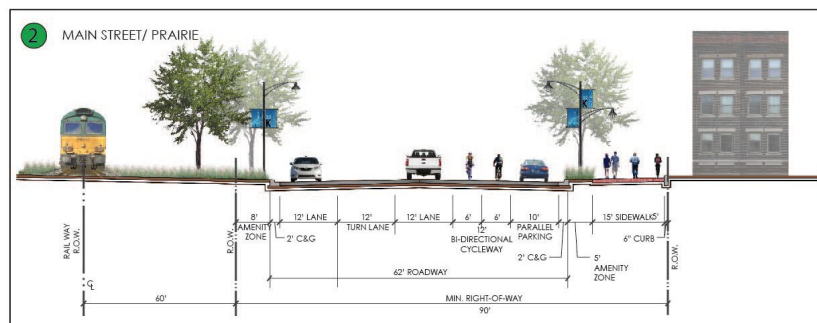 2
MAIN STREET/ PRAIRIE
K
K
8'
AMENITY
ZONE
2' C&G
12' LANE
12'
TURN LANE
12' LANE
6'
6'
12'
BI-DIRECTIONAL
CYCLEWAY
10'
PARALLEL
PARKING
2' C&G
5'
AMENITY
ZONE
15' SIDEWALK
.5'
6" CURB
RAIL WAY
R.O.W.
R.O.W.
R.O.W.
62' ROADWAY
CL
60'
MIN. RIGHT-OF-WAY
90'